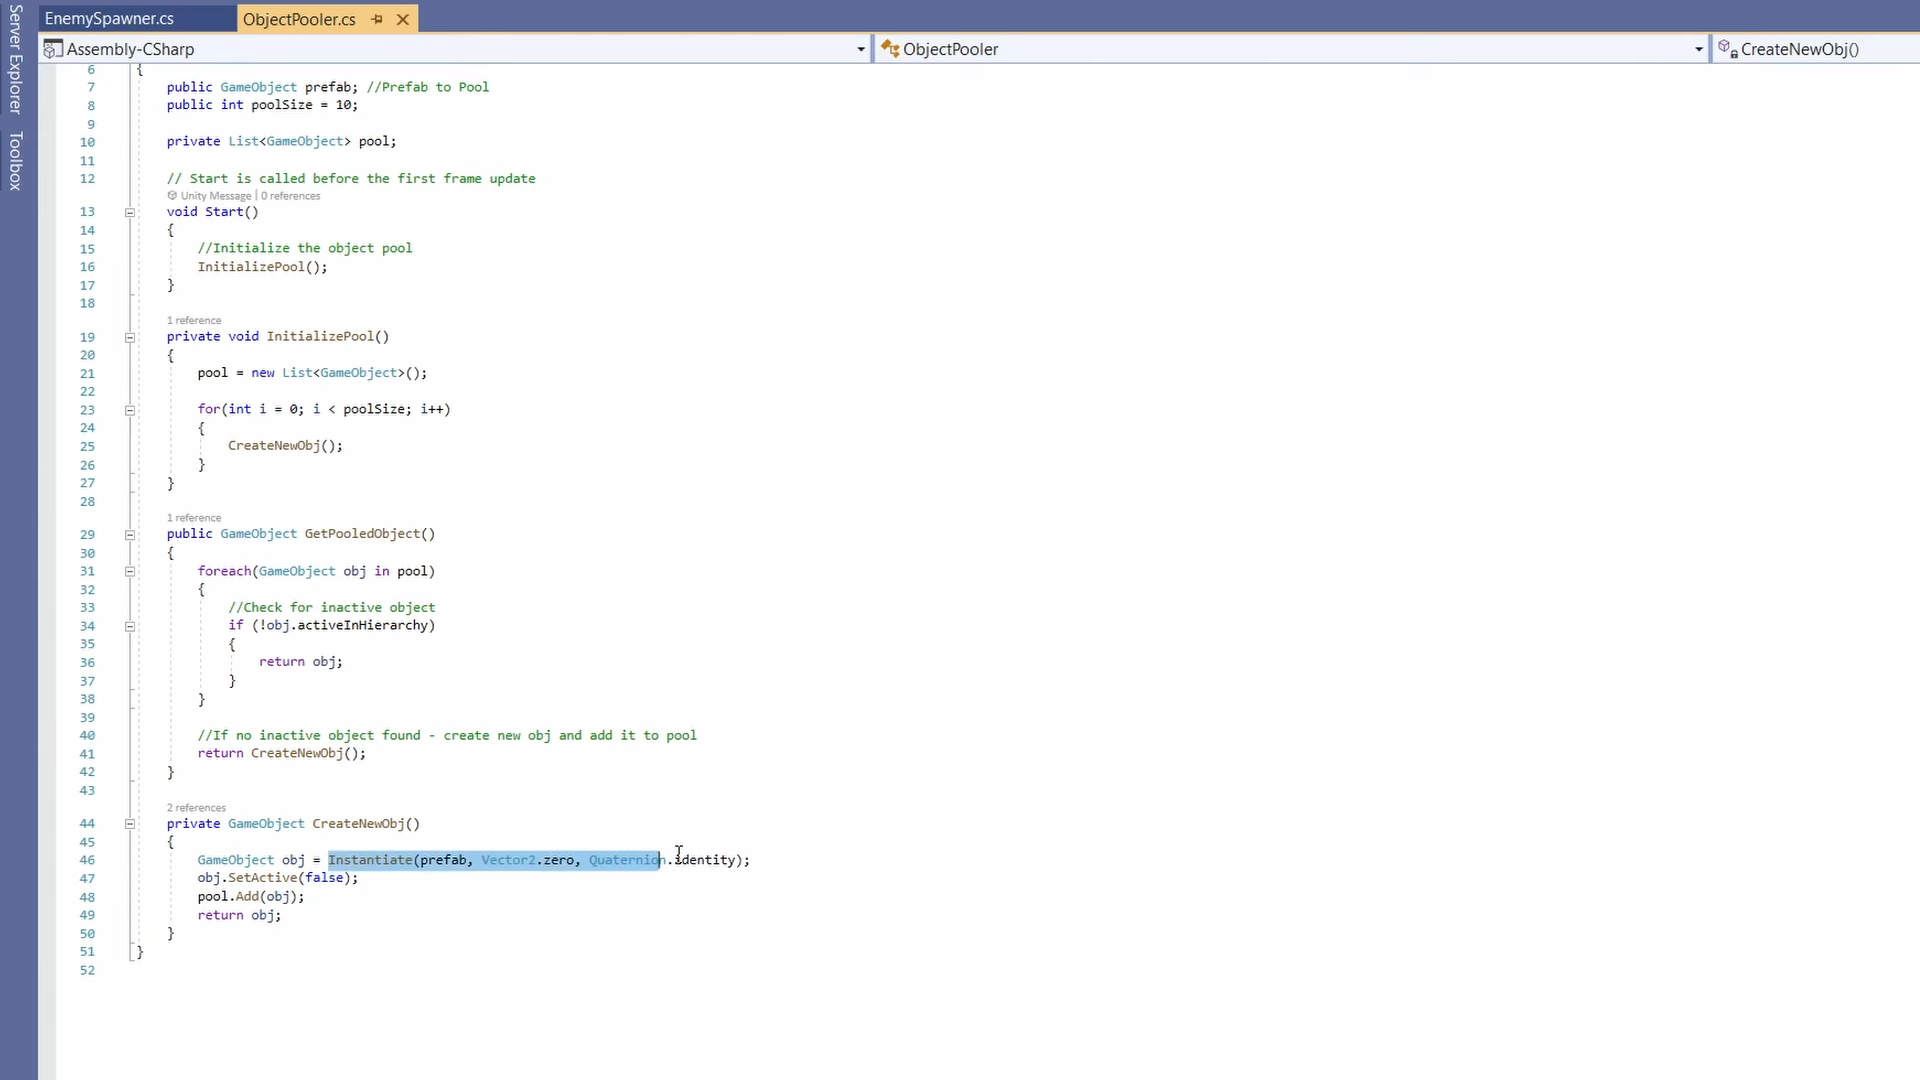 EnemySpawner.cs
ObjectPooler.cs
Server Explorer
Toolbox
Assembly-CSharp
ObjectPooler
CreateNewObj()
6 {
7 public GameObject prefab; //Prefab to Pool
8 public int poolSize = 10;
9
10 private List<GameObject> pool;
11
12 // Start is called before the first frame update
Unity Message | 0 references
13 void Start()
14 {
15 //Initialize the object pool
16 InitializePool();
17 }
18
1 reference
19 private void InitializePool()
20 {
21 pool = new List<GameObject>();
22
23 for(int i = 0; i < poolSize; i++)
24 {
25 CreateNewObj();
26 }
27 }
28
1 reference
29 public GameObject GetPooledObject()
30 {
31 foreach(GameObject obj in pool)
32 {
33 //Check for inactive object
34 if (!obj.activeInHierarchy)
35 {
36 return obj;
37 }
38 }
39
40 //If no inactive object found - create new obj and add it to pool
41 return CreateNewObj();
42 }
43
2 references
44 private GameObject CreateNewObj()
45 {
46 GameObject obj = Instantiate(prefab, Vector2.zero, Quaternion.identity);
47 obj.SetActive(false);
48 pool.Add(obj);
49 return obj;
50 }
51 }
52